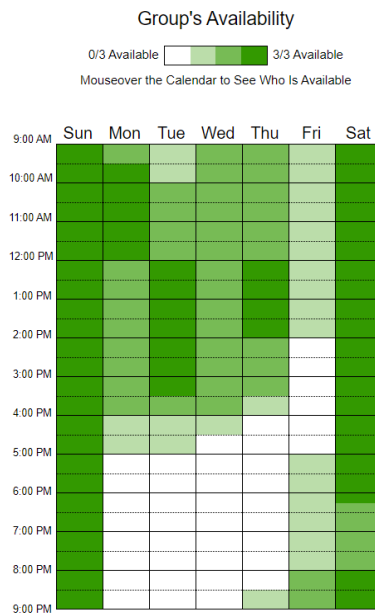 Group's Availability
0/3 Available 3/3 Available
Mouseover the Calendar to See Who Is Available
Sun Mon Tue Wed Thu Fri Sat
9:00 AM
10:00 AM
11:00 AM
12:00 PM
1:00 PM
2:00 PM
3:00 PM
4:00 PM
5:00 PM
6:00 PM
7:00 PM
8:00 PM
9:00 PM